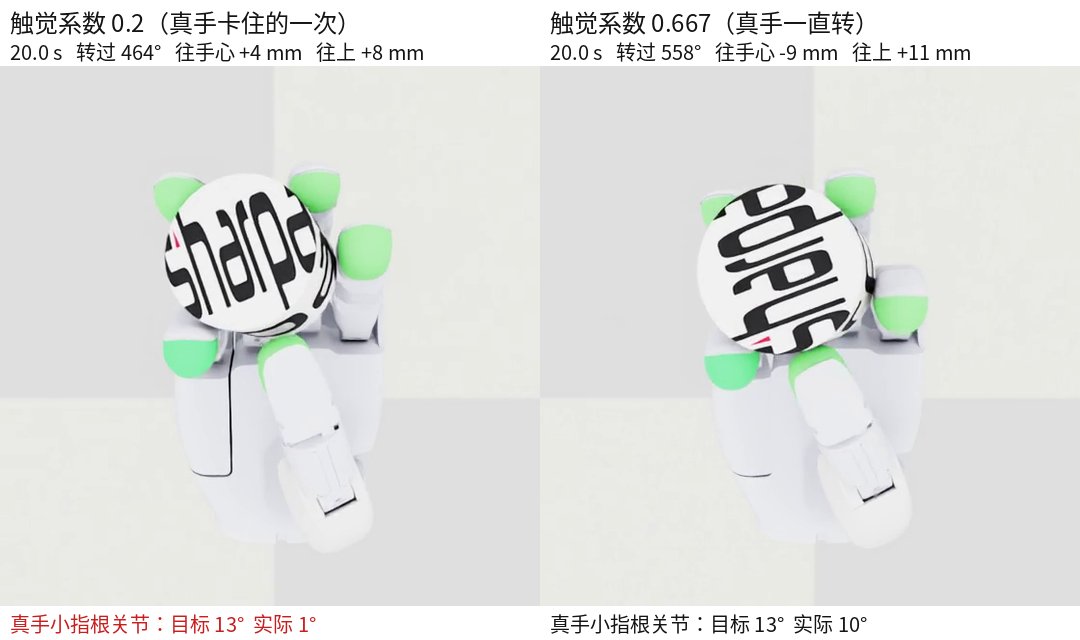 触觉系数 0.2（真手卡住的一次）
20.0 s 转过 464° 往手心 +4 mm 往上 +8 mm
触觉系数 0.667（真手一直转）
20.0 s 转过 558° 往手心 -9 mm 往上 +11 mm
sharpa
真手小指根关节：目标 13° 实际 1°
真手小指根关节：目标 13° 实际 10°